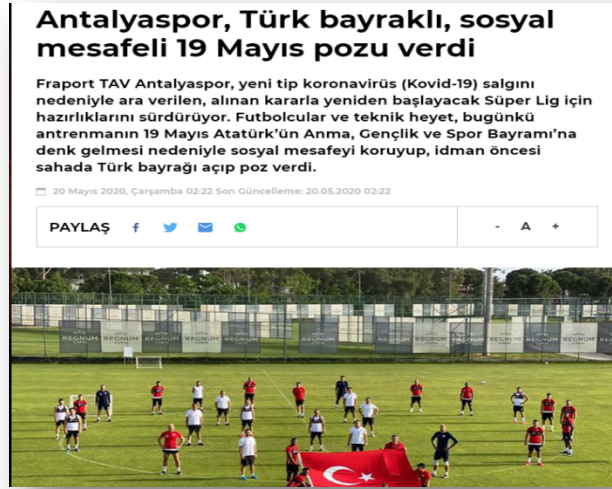 Antalyaspor, Türk bayraklı, sosyal
mesafeli 19 Mayıs pozu verdi
Fraport TAV Antalyaspor, yeni tip koronavirüs (Kovid-19) salgını
nedeniyle ara verilen, alınan kararla yeniden başlayacak Süper Lig için
hazırlıklarını sürdürüyor. Futbolcular ve teknik heyet, bugünkü
antrenmanın 19 Mayıs Atatürk'ün Anma, Gençlik ve Spor Bayramı'na
denk gelmesi nedeniyle sosyal mesafeyi koruyup, idman öncesi
sahada Türk bayrağı açıp poz verdi.
20 Mayıs 2020, Çarşamba 02:22 Son Güncelleme: 20.05.2020 02:22
PAYLAŞ - A +
REGNUM REGNUM REGNUM REGNUM REGNUM